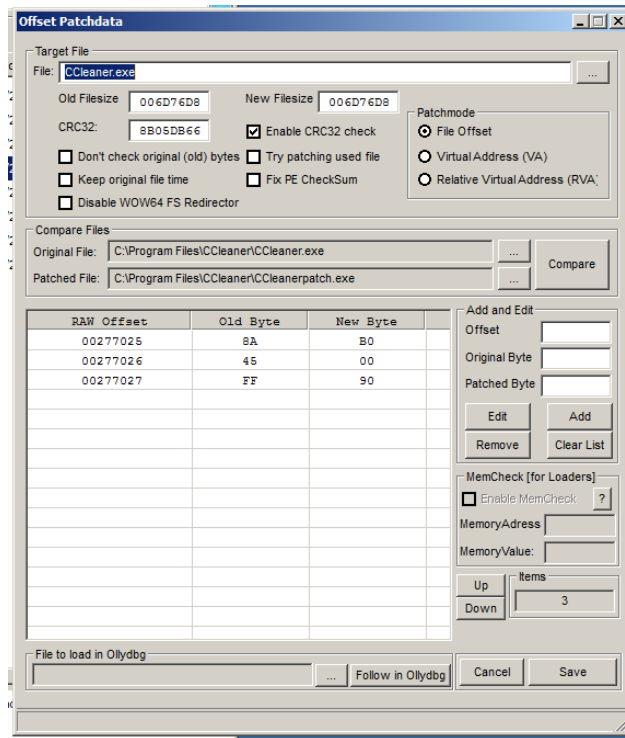 Offset Patchdata
Target File
File: CCleaner.exe ...
Old Filesize 006D76D8 New Filesize 006D76D8
CRC32: 8B05DB66 Enable CRC32 check
Don't check original (old) bytes Try patching used file
Keep original file time Fix PE CheckSum
Disable WOW64 FS Redirector
Patchmode
File Offset
Virtual Address (VA)
Relative Virtual Address (RVA)
Compare Files
Original File: C:\Program Files\CCleaner\CCleaner.exe ...
Patched File: C:\Program Files\CCleaner\CCleanerpatch.exe ...
Compare
RAW Offset Old Byte New Byte
00277025 8A B0
00277026 45 00
00277027 FF 90
Add and Edit
Offset
Original Byte
Patched Byte
Edit Add
Remove Clear List
MemCheck [for Loaders]
Enable MemCheck ?
MemoryAdress
MemoryValue:
Up
Down
Items
3
File to load in Ollydbg
... Follow in Ollydbg
Cancel Save